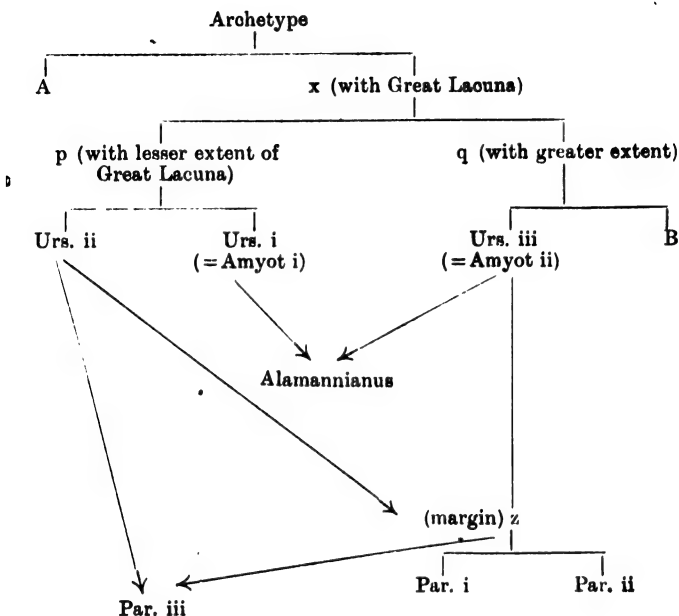 Archetype
A
x (with Great Lacuna)
p (with lesser extent of
Great Lacuna)
q (with greater extent)
Urs. ii
Urs. i
(=Amyot i)
Urs. iii
(=Amyot ii)
B
Alamannianus
(margin) z
Par. i
Par. ii
Par. iii